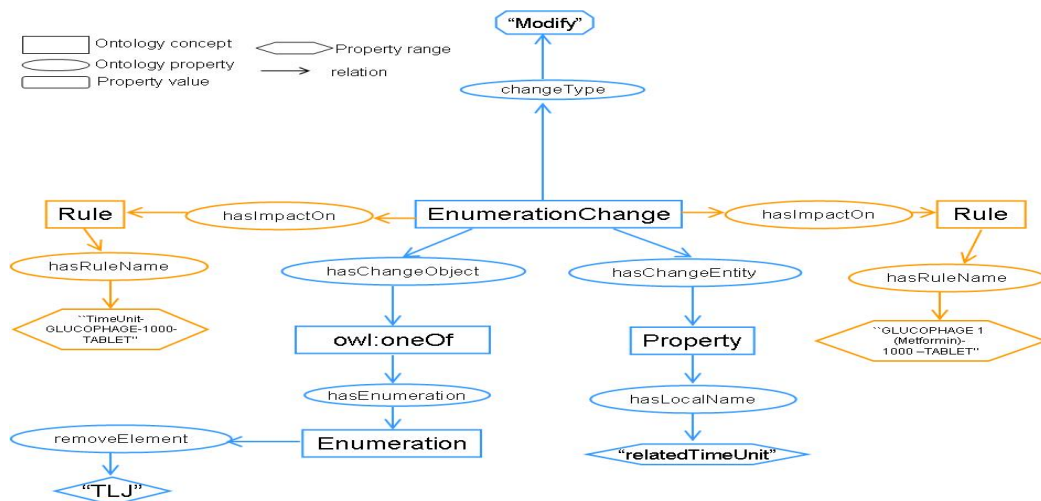 “Modify”
Ontology concept
Property range
Ontology property
relation
Property value
changeType
Rule
hasImpactOn
EnumerationChange
hasImpactOn
Rule
hasRuleName
hasChangeObject
hasChangeEntity
hasRuleName
``TimeUnit-
GLUCOPHAGE-1000-
TABLET"
owl:oneOf
Property
``GLUCOPHAGE 1
(Metformin)-
1000 –TABLET"
hasEnumeration
hasLocalName
removeElement
Enumeration
“relatedTimeUnit”
“TLJ”